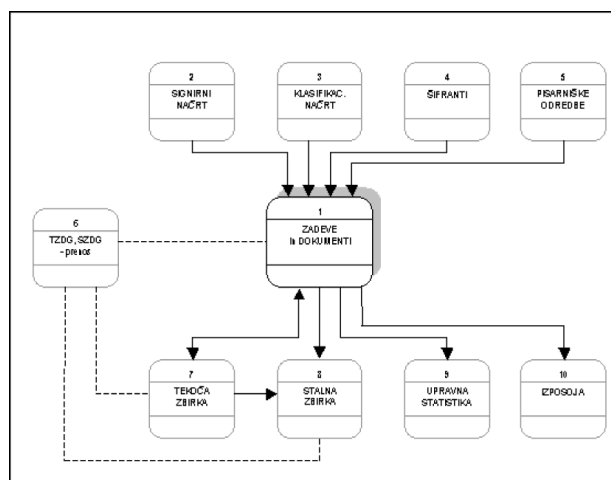 2
SIGNIRNI
NAČRT
3
KLASIFIKAC.
NAČRT
4
ŠIFRANTI
5
PISARNIŠKE
ODREDBE
1
ZADEVE
In DOKUMENTI
6
TZDG, SZDG
- prenos
7
TEKOČA
ZBIRKA
8
STALNA
ZBIRKA
9
UPRAVNA
STATISTIKA
10
IZPOSOJA